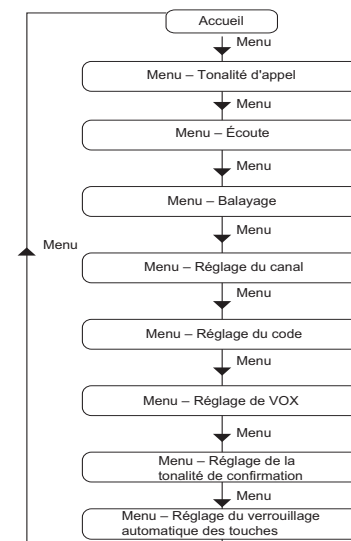 Accueil
Menu
Menu – Tonalité d'appel
Menu
Menu – Écoute
Menu
Menu – Balayage
Menu
Menu
Menu – Réglage du canal
Menu
Menu – Réglage du code
Menu
Menu – Réglage de VOX
Menu
Menu – Réglage de la
tonalité de confirmation
Menu
Menu – Réglage du verrouillage
automatique des touches